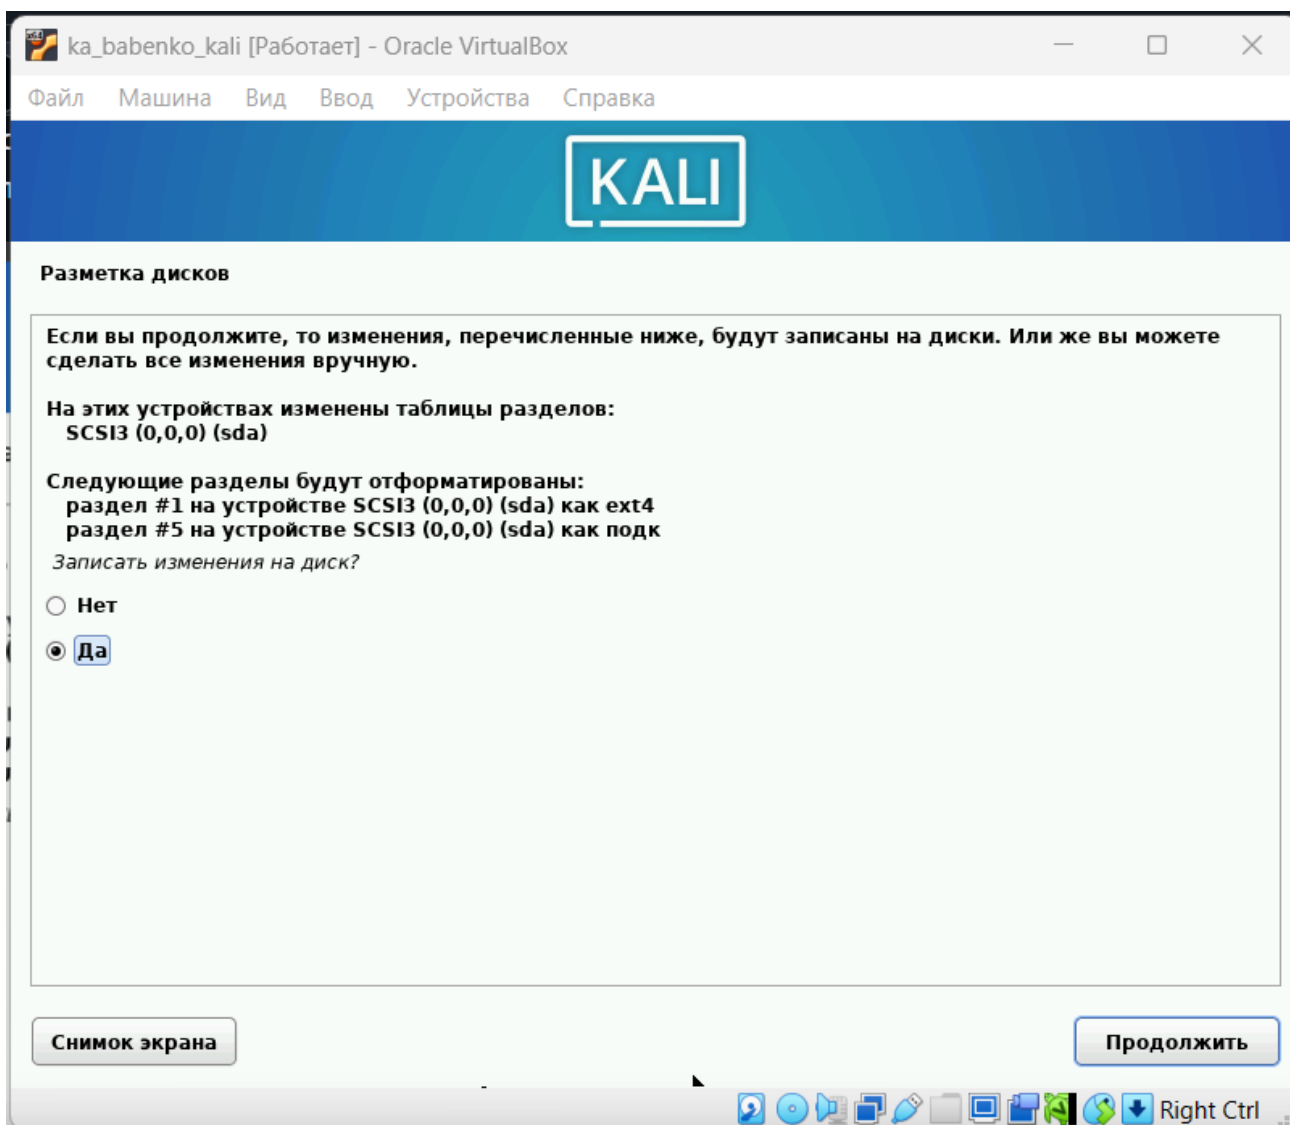 ka_babenko_kali [Работает] - Oracle VirtualBox
Файл Машина Вид Ввод Устройства Справка
KALI
Разметка дисков
Если вы продолжите, то изменения, перечисленные ниже, будут записаны на диски. Или же вы можете
сделать все изменения вручную.
На этих устройствах изменены таблицы разделов:
SCSI3 (0,0,0) (sda)
Следующие разделы будут отформатированы:
раздел #1 на устройстве SCSI3 (0,0,0) (sda) как ext4
раздел #5 на устройстве SCSI3 (0,0,0) (sda) как подк
Записать изменения на диск?
Нет
Да
Снимок экрана Продолжить
Right Ctrl